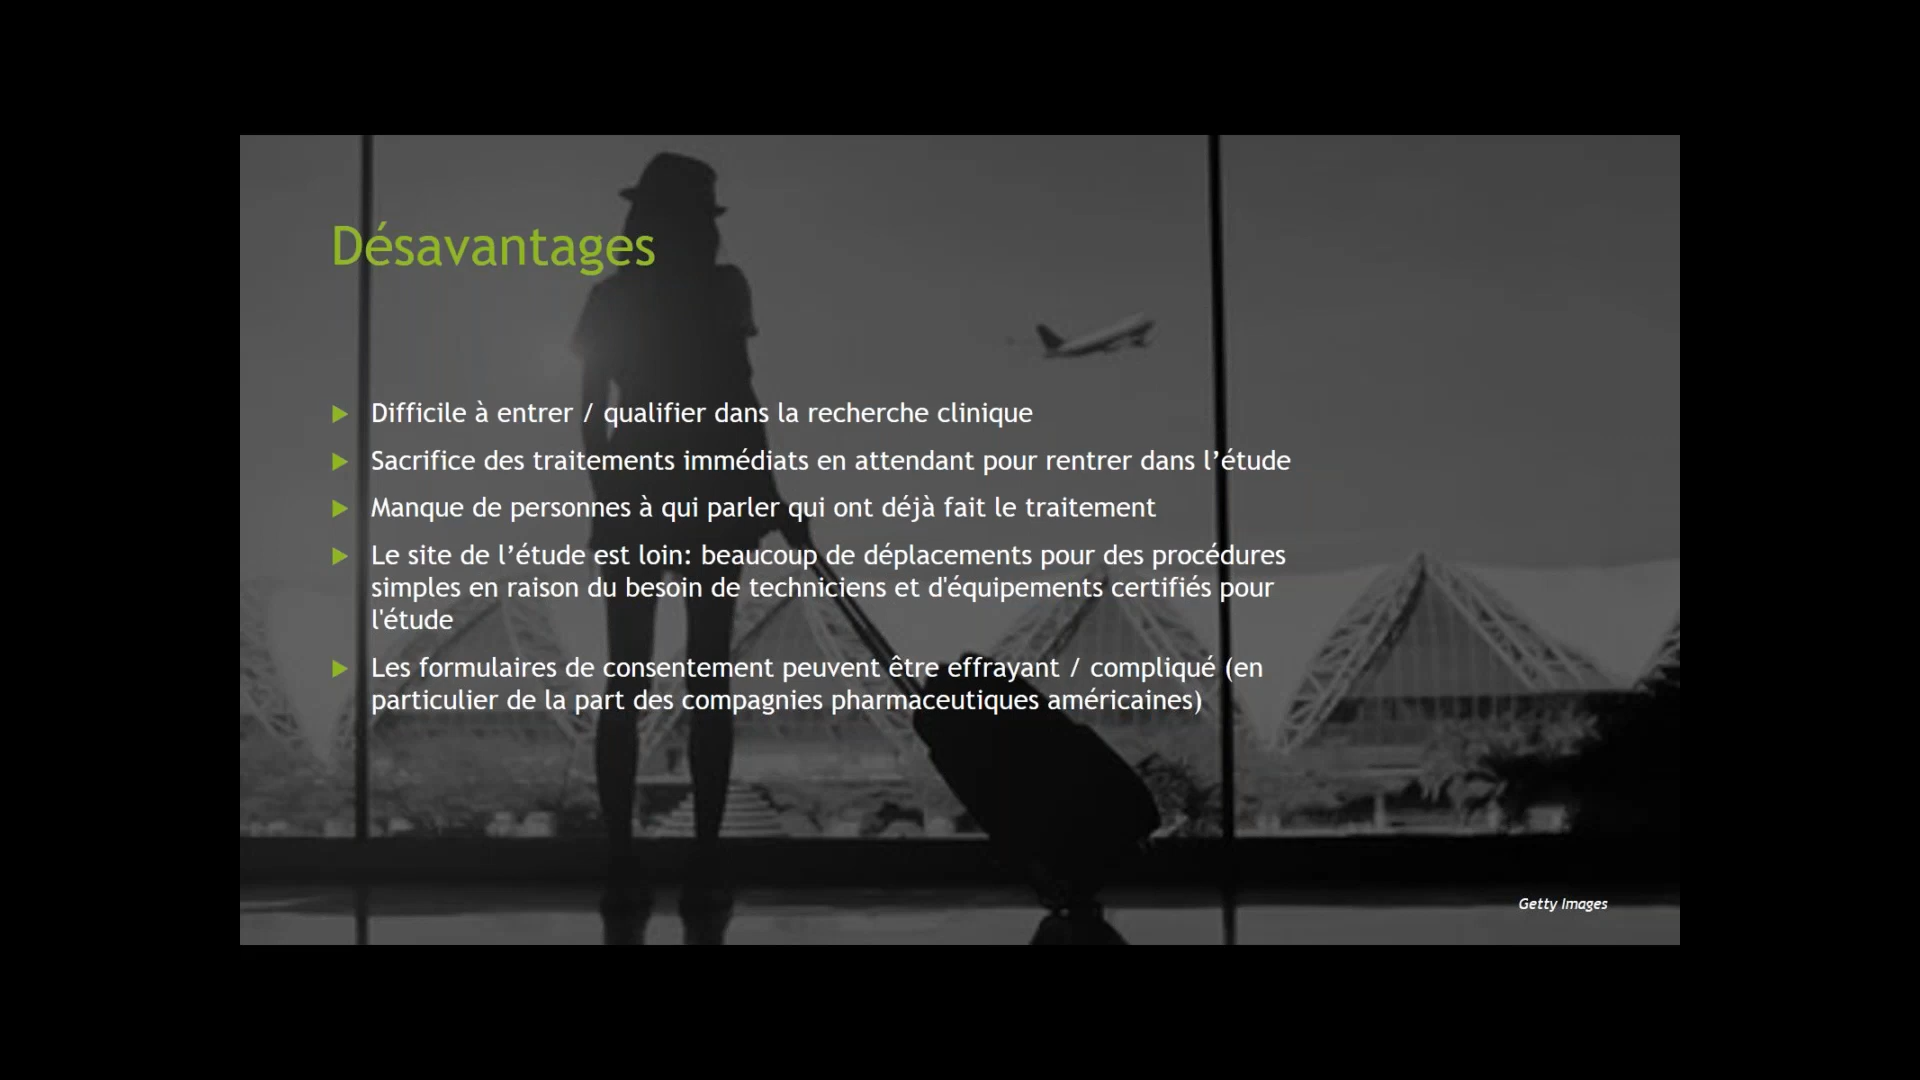 Désavantages
Difficile à entrer / qualifier dans la recherche clinique
Sacrifice des traitements immédiats en attendant pour rentrer dans l’étude
Manque de personnes à qui parler qui ont déjà fait le traitement
Le site de l’étude est loin: beaucoup de déplacements pour des procédures
simples en raison du besoin de techniciens et d'équipements certifiés pour
l'étude
Les formulaires de consentement peuvent être effrayant / compliqué (en
particulier de la part des compagnies pharmaceutiques américaines)
Getty Images